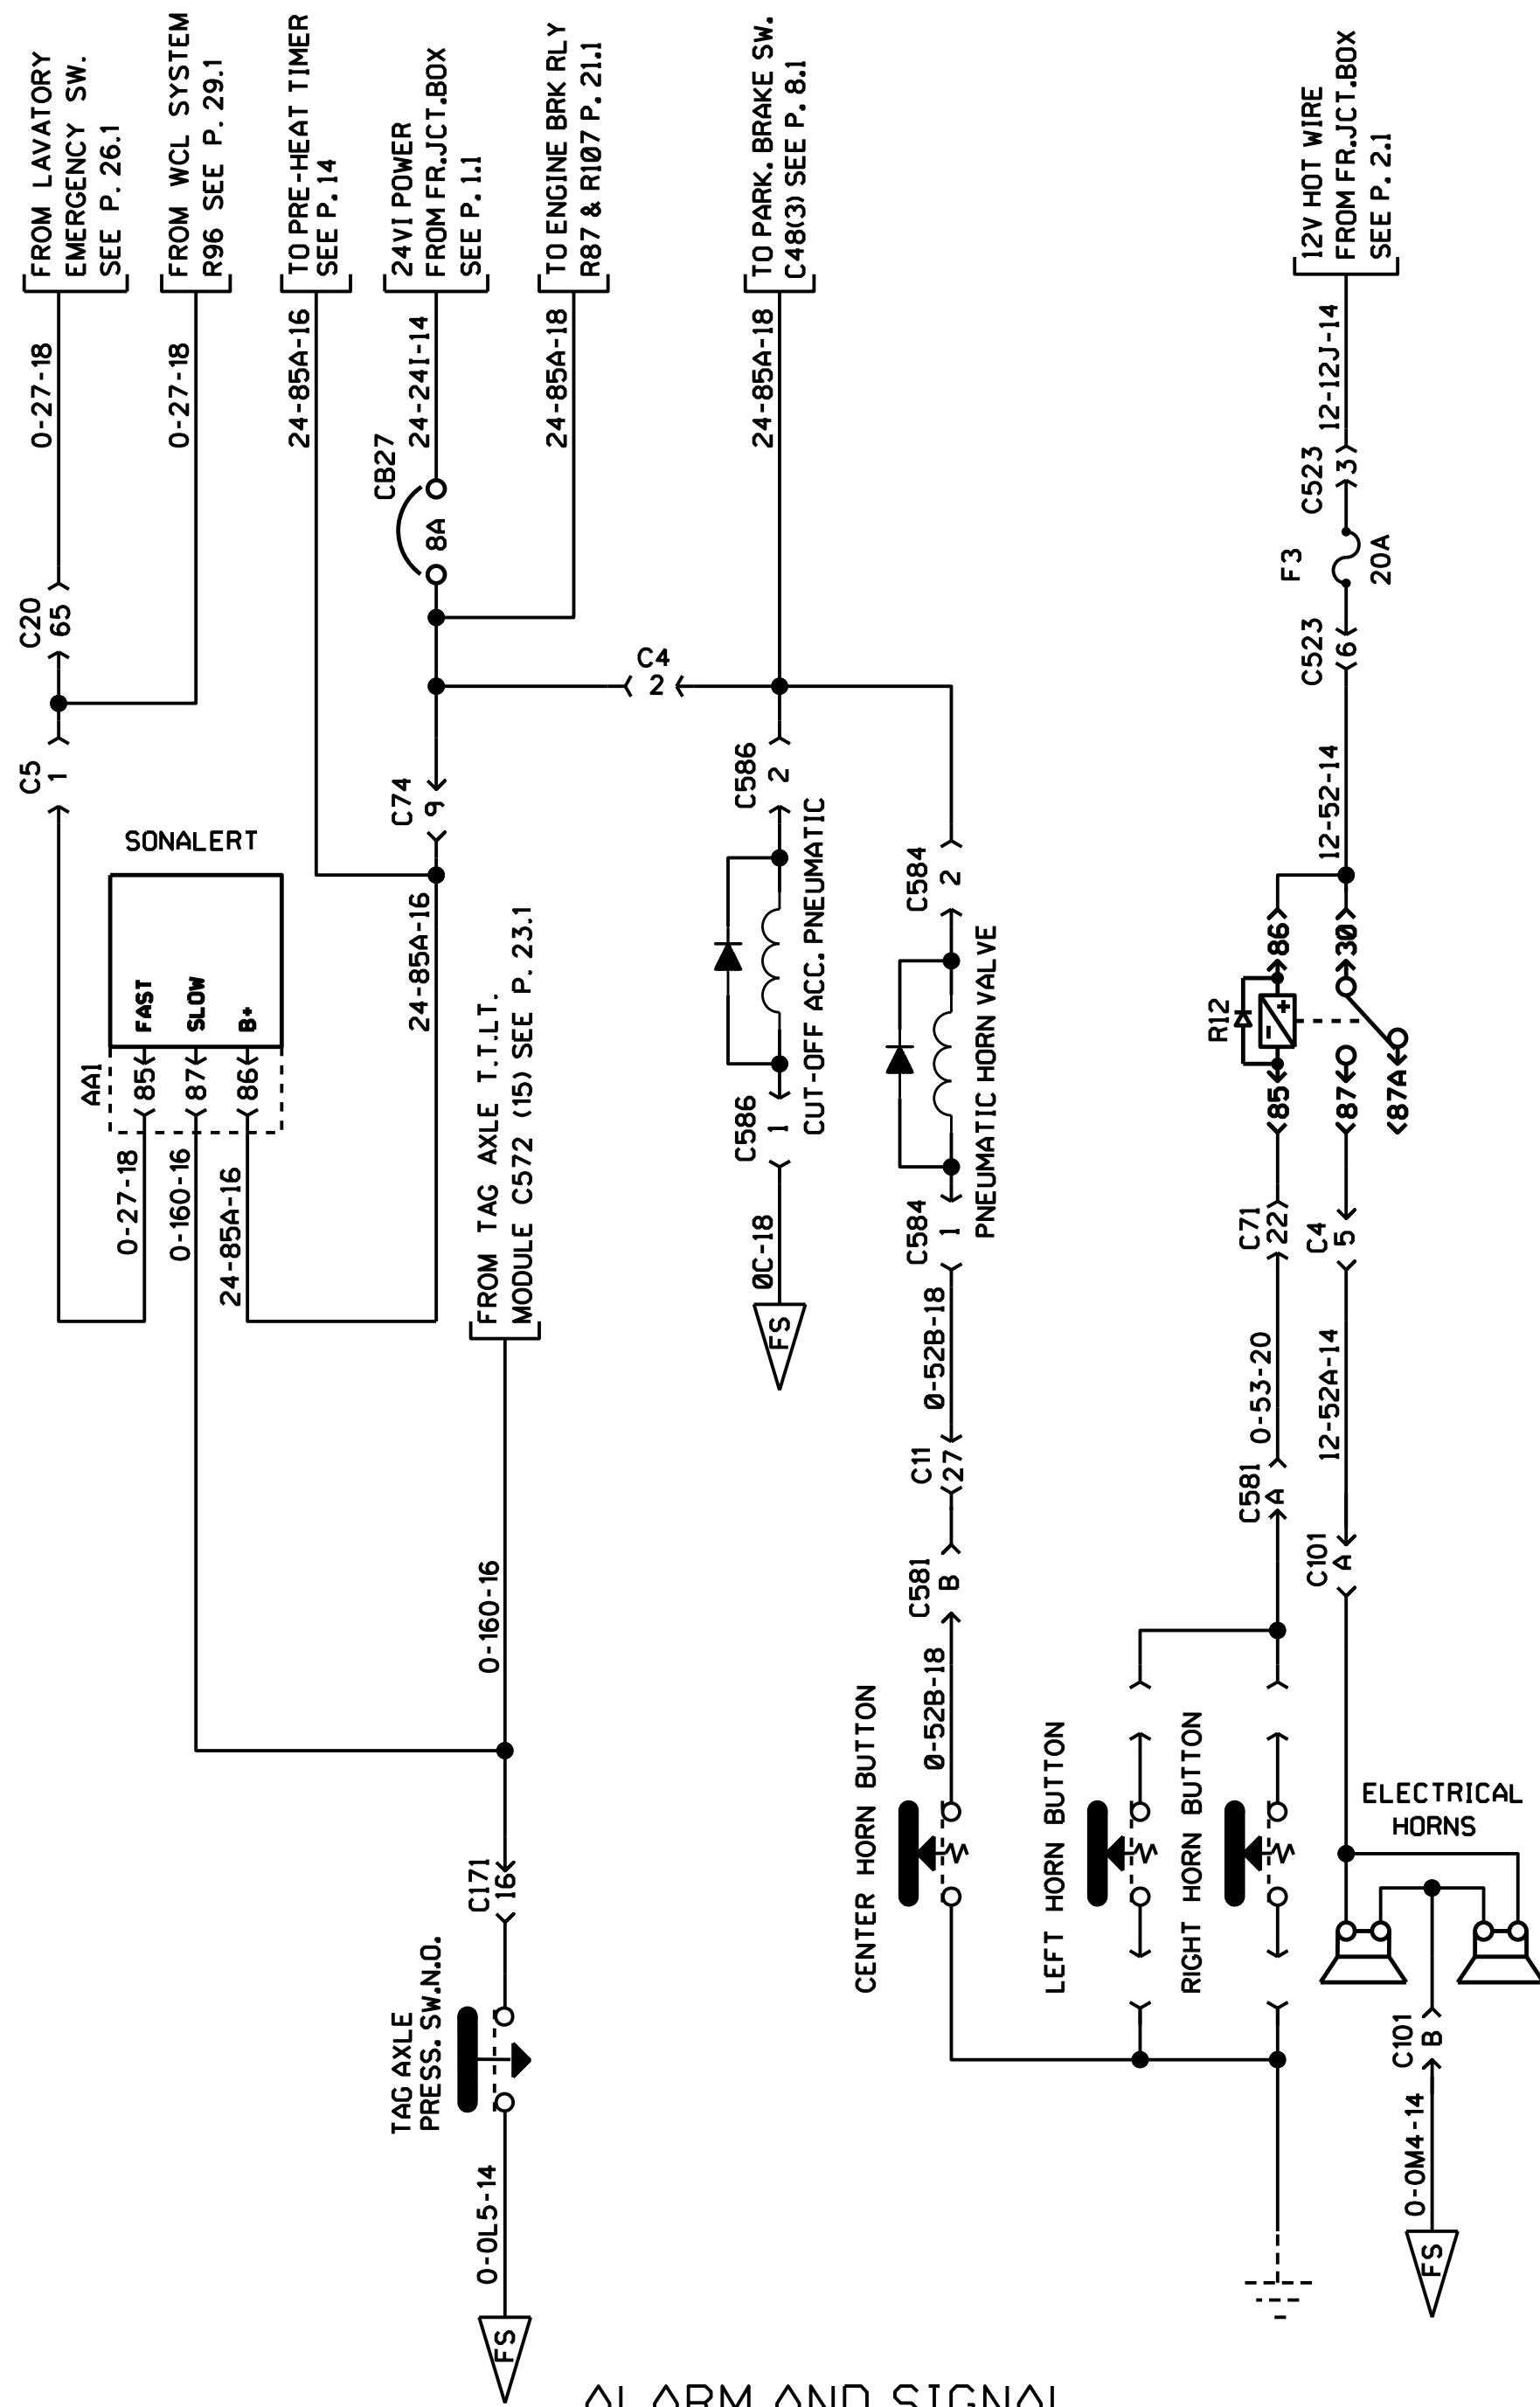 FROM LAVATORY
EMERGENCY SW.
SEE P. 26.1
FROM WCL SYSTEM
R96 SEE P. 29.1
TO PRE-HEAT TIMER
SEE P. 14
24VI POWER
FROM FR.JCT.BOX
SEE P. 1.1
TO ENGINE BRK RLY
R87 & R107 P. 21.1
TO PARK. BRAKE SW.
C48(3) SEE P. 8.1
12V HOT WIRE
FROM FR.JCT.BOX
SEE P. 2.1
0-27-18
0-27-18
24-85A-16
24-24I-14
24-85A-18
24-85A-18
12-12J-14
CB27
8A
C523
3
F3
20A
C523
6
C20
65
C4
2
C5
1
C74
9
C586
2
12-52-14
SONALERT
FAST
SLOW
B+
AA1
85
87
86
24-85A-16
CUT-OFF ACC. PNEUMATIC
C584
2
PNEUMATIC HORN VALVE
86
30
R12
85
87
87A
C586
1
0-27-18
0-160-16
24-85A-16
FROM TAG AXLE T.T.LT.
MODULE C572 (15) SEE P. 23.1
0C-18
FS
C584
1
C71
22
C4
5
0-52B-18
0-53-20
12-52A-14
C11
27
C581
A
C101
A
C581
B
0-160-16
0-52B-18
CENTER HORN BUTTON
LEFT HORN BUTTON
RIGHT HORN BUTTON
ELECTRICAL
HORNS
C171
16
TAG AXLE
PRESS. SW.N.O.
C101
B
0-0L5-14
0-0M4-14
FS
FS
ALARM AND SIGNAL